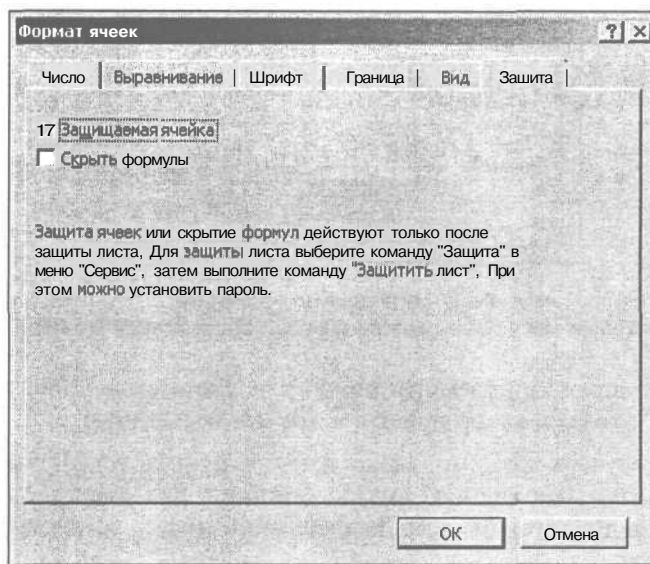 Формат ячеек ? ×
Число | Выравнивание | Шрифт | Граница | Вид Зашита |
17 Защищаемая ячейка
Скрыть формулы
Защита ячеек или скрытие формул действуют только после
защиты листа, Для защиты листа выберите команду "Защита" в
меню "Сервис", затем выполните команду "Защитить лист", При
этом можно установить пароль.
ОК Отмена